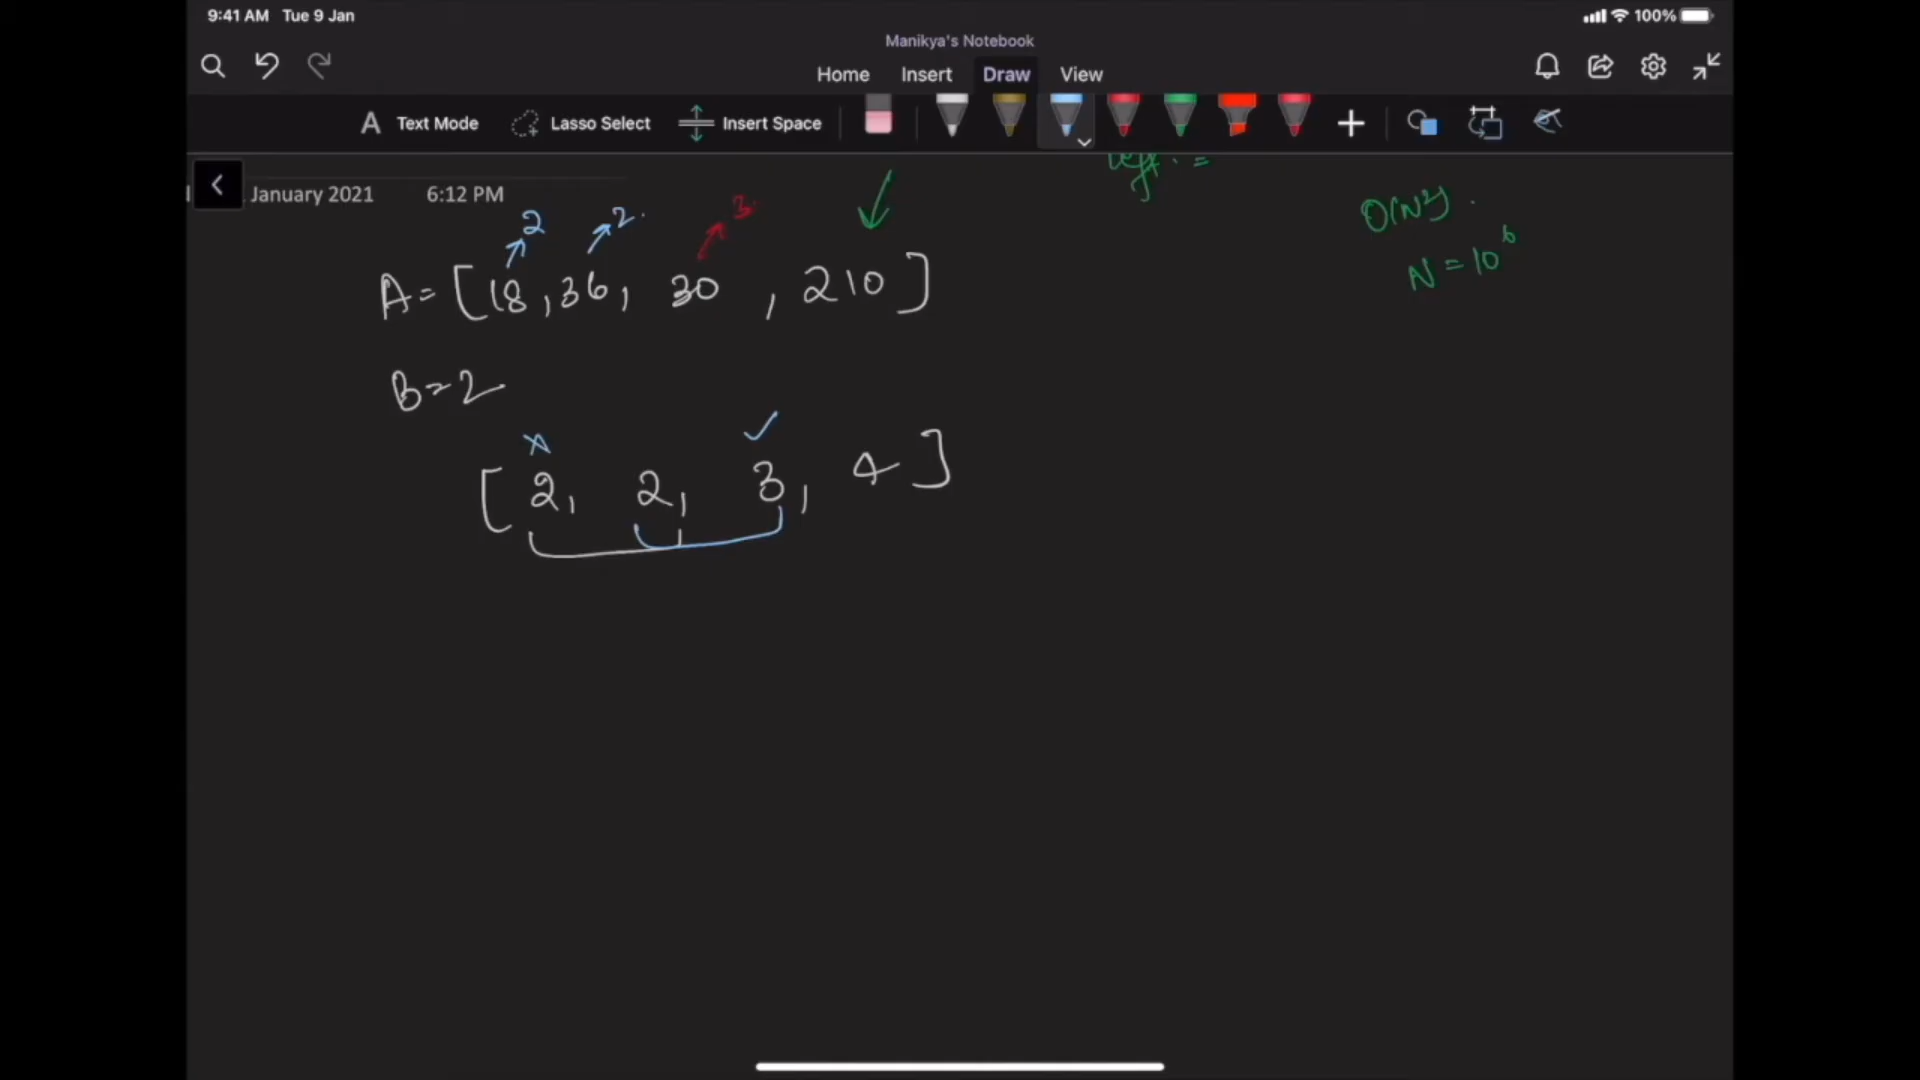 9:41 AM Tue 9 Jan
100%
Manikya's Notebook
Home Insert Draw View
Text Mode Lasso Select Insert Space
left. =
January 2021 6:12 PM
O(N²).
N = 10⁶
2 2. 3.
A = [18, 36, 30, 210]
B = 2
[2, 2, 3, 4]